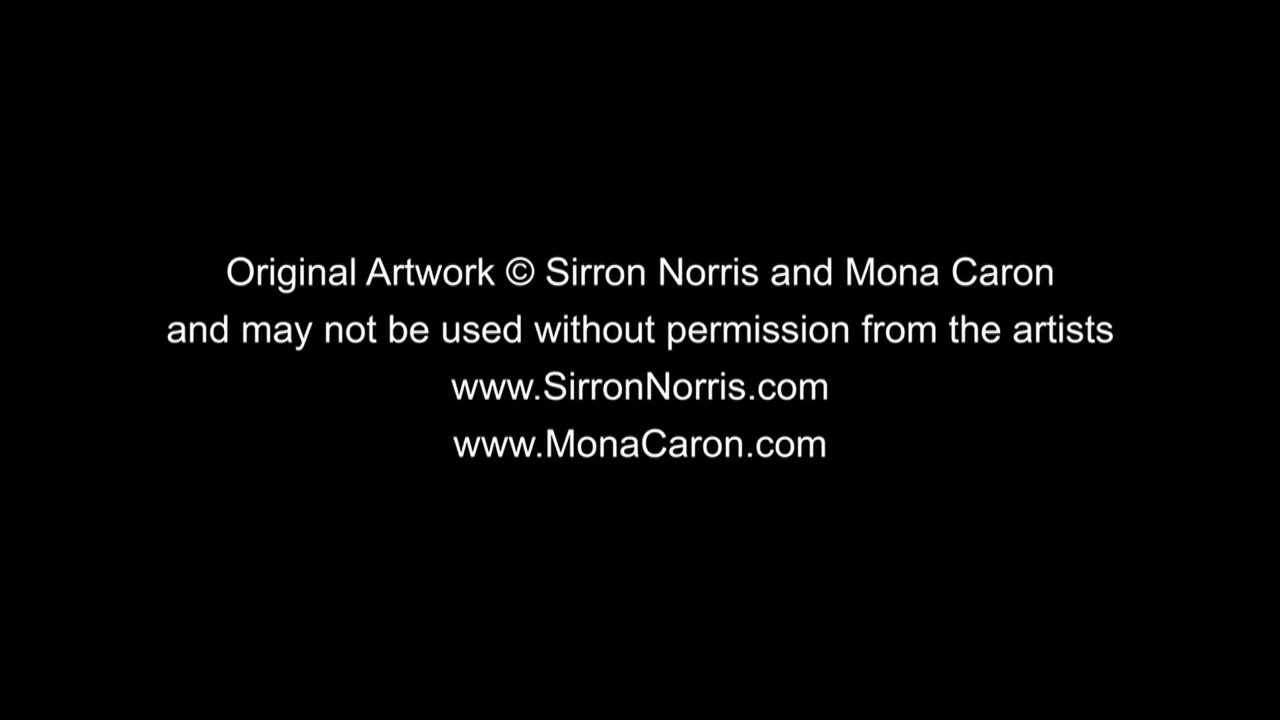 Original Artwork © Sirron Norris and Mona Caron
and may not be used without permission from the artists
www.SirronNorris.com
www.MonaCaron.com